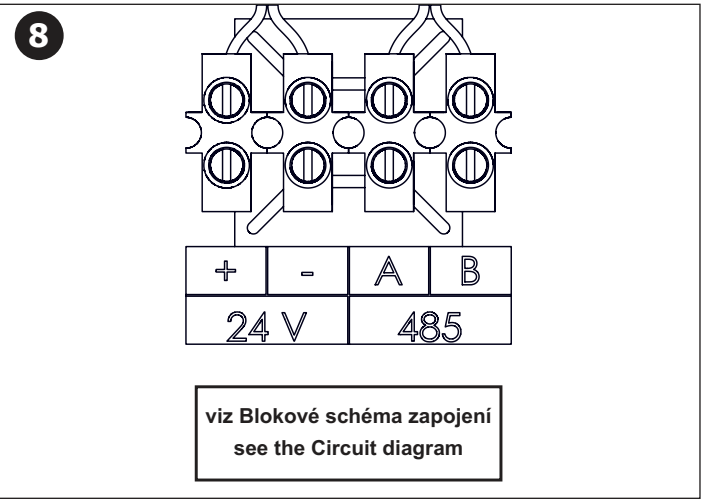 8
+ - A B
24 V 485
viz Blokové schéma zapojení
see the Circuit diagram